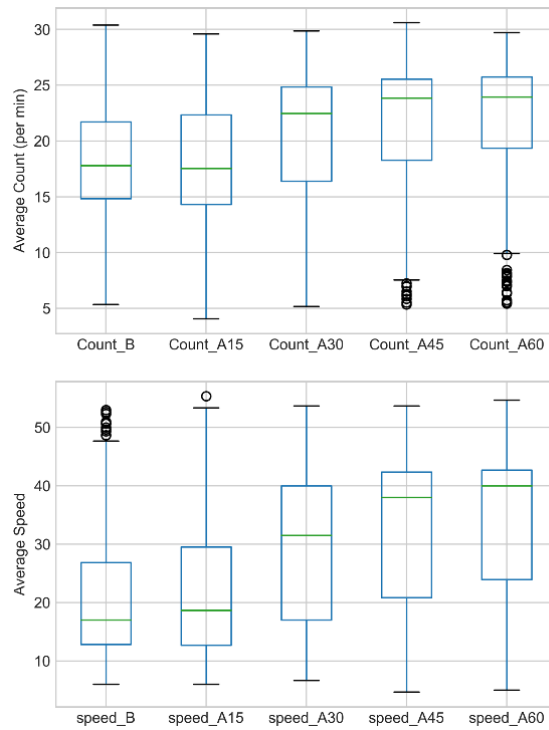 Average Count (per min)
30
25
20
15
10
5
Count_B Count_A15 Count_A30 Count_A45 Count_A60
Average Speed
50
40
30
20
10
speed_B speed_A15 speed_A30 speed_A45 speed_A60